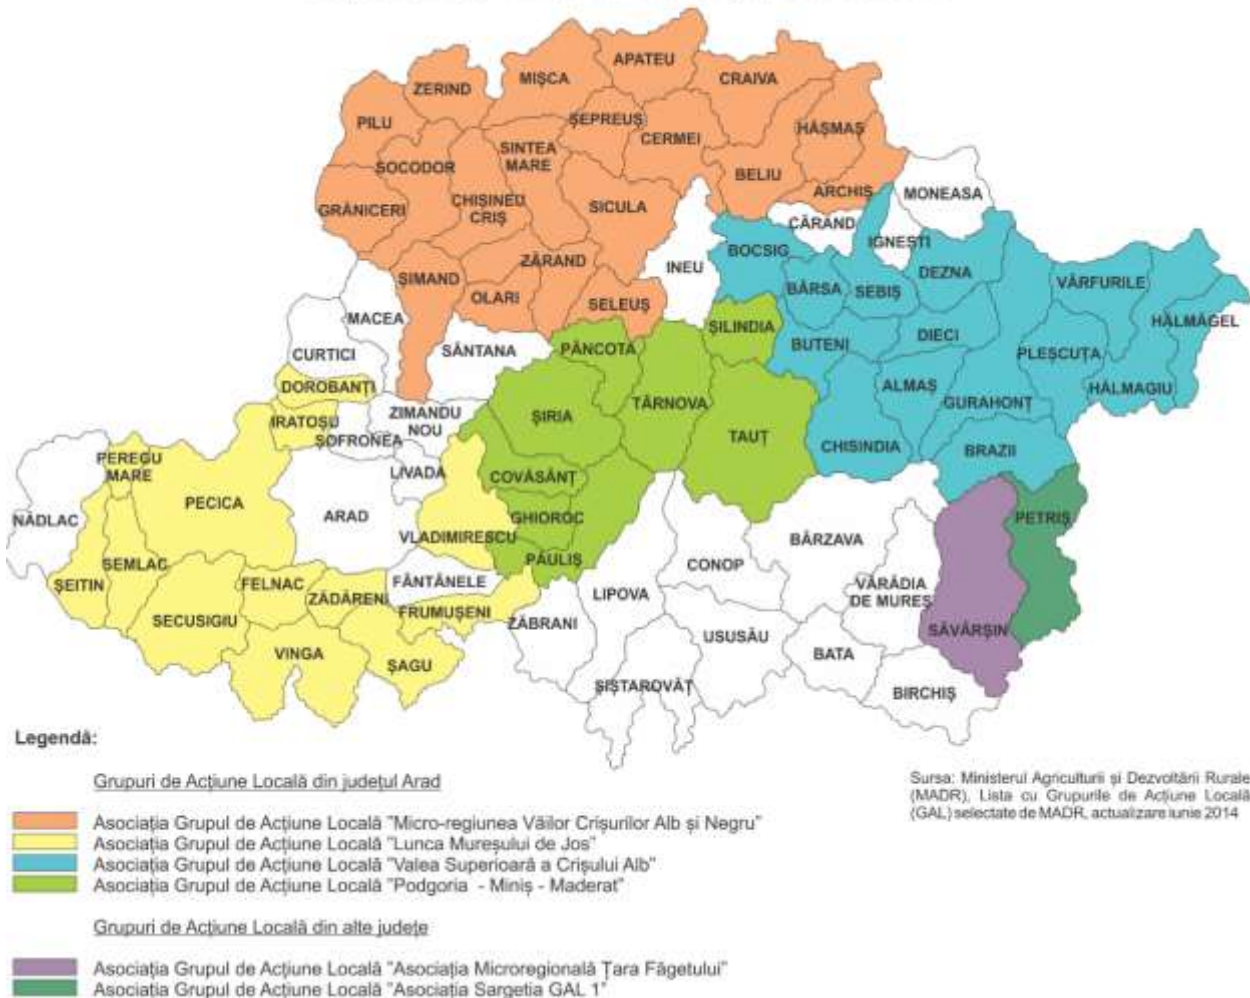 APATEU
MIȘCA
CRAIVA
ZERIND
PILU
ȘEPREUȘ
HĂȘMAȘ
CERMEI
SINTEA
MARE
SOCODOR
BELIU
ARCHIȘ
MONEASA
CHIȘINEU
CRIȘ
SICULA
GRĂNICERI
CĂRAND
IGNEȘTI
BOCSIG
ZĂRAND
INEU
DEZNA
ȘIMAND
VÂRFURILE
BÂRSA
SEBIȘ
OLARI
SELEUȘ
MACEA
HĂLMĂGEL
ȘILINDIA
BUTENI
DIECI
SÂNTANA
PÂNCOTA
CURTICI
PLEȘCUȚA
DOROBANȚI
ALMAȘ
HĂLMAGIU
GURAHONȚ
TÂRNOVA
ZIMANDU
NOU
ȘIRIA
IRATOȘU
ȘOFRONEA
TAUȚ
CHISINDIA
BRAZII
PEREGU
MARE
LIVADA
COVĂSÂNȚ
PECICA
ARAD
GHIOROC
PETRIȘ
NĂDLAC
VLADIMIRESCU
BÂRZAVA
PĂULIȘ
CONOP
SEMLAC
ȘEITIN
FELNAC
FÂNTÂNELE
VĂRĂDIA
DE MUREȘ
LIPOVA
ZĂDĂRENI
FRUMUȘENI
ZĂBRANI
SECUSIGIU
SĂVÂRȘIN
USUSĂU
VINGA
BATA
ȘAGU
ȘIȘTAROVĂȚ
BIRCHIȘ
Legendă:
Grupuri de Acțiune Locală din județul Arad
Asociația Grupul de Acțiune Locală "Micro-regiunea Văilor Crișurilor Alb și Negru"
Asociația Grupul de Acțiune Locală "Lunca Mureșului de Jos"
Asociația Grupul de Acțiune Locală "Valea Superioară a Crișului Alb"
Asociația Grupul de Acțiune Locală "Podgoria - Miniș - Maderat"
Grupuri de Acțiune Locală din alte județe
Asociația Grupul de Acțiune Locală "Asociația Microregională Țara Făgetului"
Asociația Grupul de Acțiune Locală "Asociația Sargetia GAL 1"
Sursa: Ministerul Agriculturii și Dezvoltării Rurale
(MADR), Lista cu Grupurile de Acțiune Locală
(GAL) selectate de MADR, actualizare iunie 2014